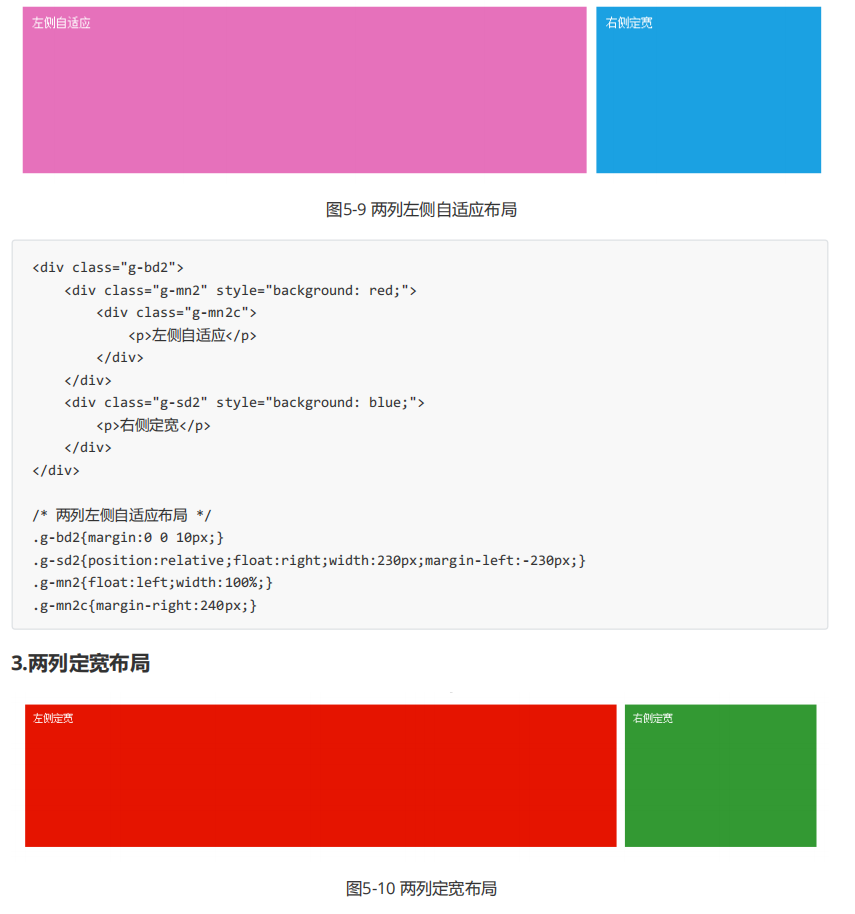 左侧自适应
右侧定宽
图5-9 两列左侧自适应布局
<div class="g-bd2">
    <div class="g-mn2" style="background: red;">
        <div class="g-mn2c">
            <p>左侧自适应</p>
        </div>
    </div>
    <div class="g-sd2" style="background: blue;">
        <p>右侧定宽</p>
    </div>
</div>
/* 两列左侧自适应布局 */
.g-bd2{margin:0 0 10px;}
.g-sd2{position:relative;float:right;width:230px;margin-left:-230px;}
.g-mn2{float:left;width:100%;}
.g-mn2c{margin-right:240px;}
3.两列定宽布局
左侧定宽
右侧定宽
图5-10 两列定宽布局